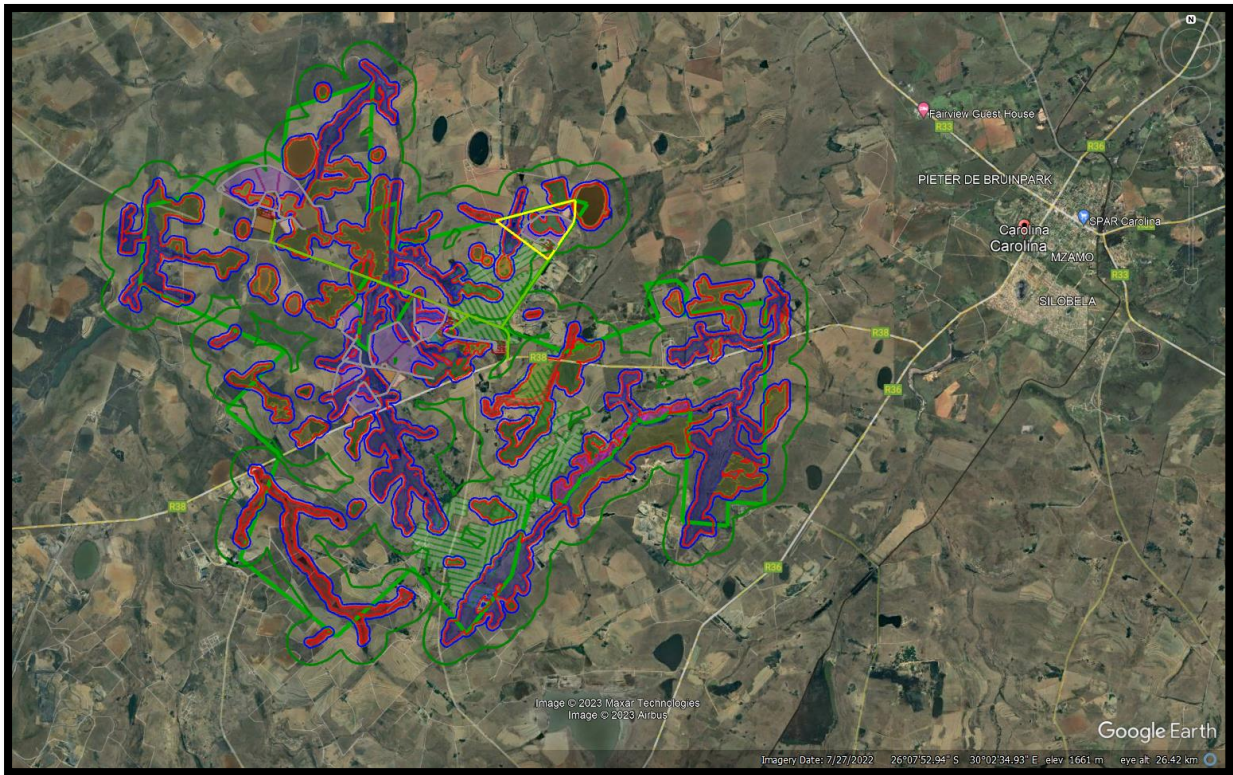 N
Fairview Guest House
R33
R36
PIETER DE BRUINPARK
SPAR Carolina
Carolina
Carolina
MZAMO
R33
SILOBELA
R38
R38
R36
R38
R36
Image © 2023 Maxar Technologies
Image © 2023 Airbus
Google Earth
Imagery Date: 7/27/2022 26°07'52.94" S 30°02'34.93" E elev 1661 m eye alt 26.42 km